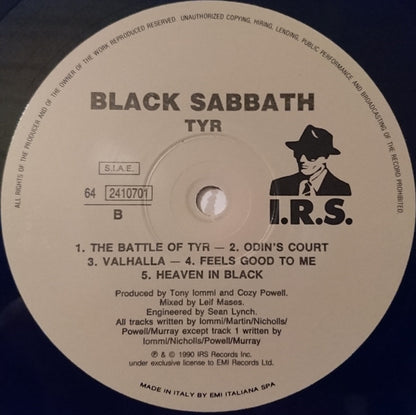 ALL RIGHTS OF THE PRODUCER AND OF THE OWNER OF THE WORK REPRODUCED RESERVED. UNAUTHORIZED COPYING, HIRING, LENDING, PUBLIC PERFORMANCE AND BROADCASTING OF THE RECORD PROHIBITED.
BLACK SABBATH
TYR
S.I.A.E.
64 2410701
B
I.R.S.
1. THE BATTLE OF TYR — 2. ODIN'S COURT
3. VALHALLA — 4. FEELS GOOD TO ME
5. HEAVEN IN BLACK
Produced by Tony Iommi and Cozy Powell.
Mixed by Leif Mases.
Engineered by Sean Lynch.
All tracks written by Iommi/Martin/Nicholls/
Powell/Murray except track 1 written by
Iommi/Nicholls/Powell/Murray
℗ & © 1990 IRS Records Inc.
under exclusive license to EMI Records Ltd.
MADE IN ITALY BY EMI ITALIANA SPA